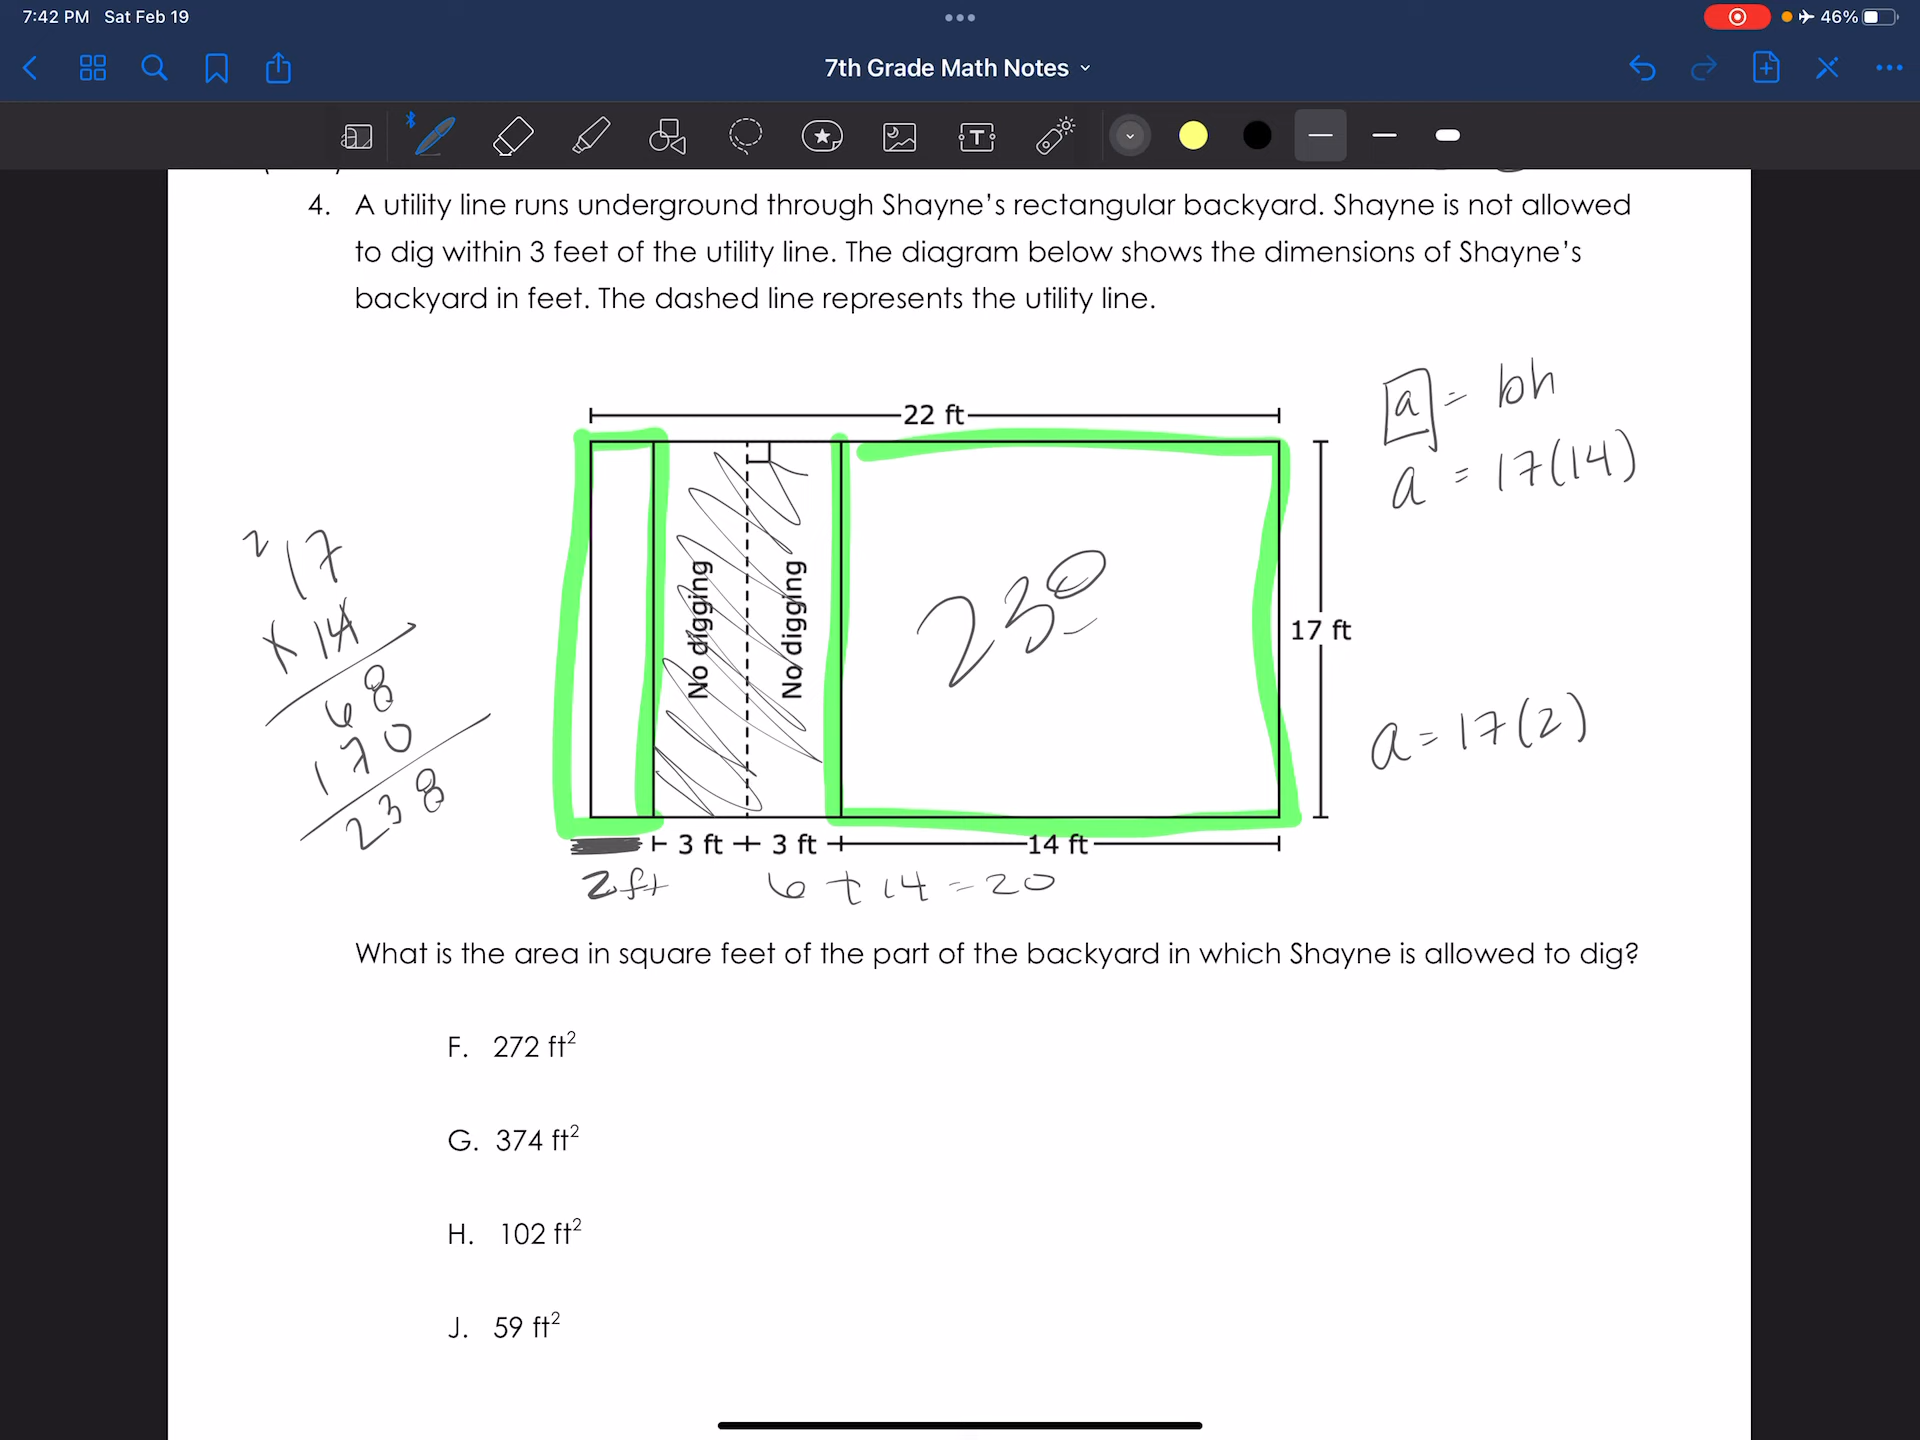 7:42 PM Sat Feb 19
46%
7th Grade Math Notes
4. A utility line runs underground through Shayne’s rectangular backyard. Shayne is not allowed
to dig within 3 feet of the utility line. The diagram below shows the dimensions of Shayne’s
backyard in feet. The dashed line represents the utility line.
a = bh
a = 17(14)
22 ft
2
17
x 14
68
170
238
No digging
No digging
238
17 ft
a = 17(2)
3 ft
3 ft
14 ft
2 ft
6 + 14 = 20
What is the area in square feet of the part of the backyard in which Shayne is allowed to dig?
F. 272 ft²
G. 374 ft²
H. 102 ft²
J. 59 ft²